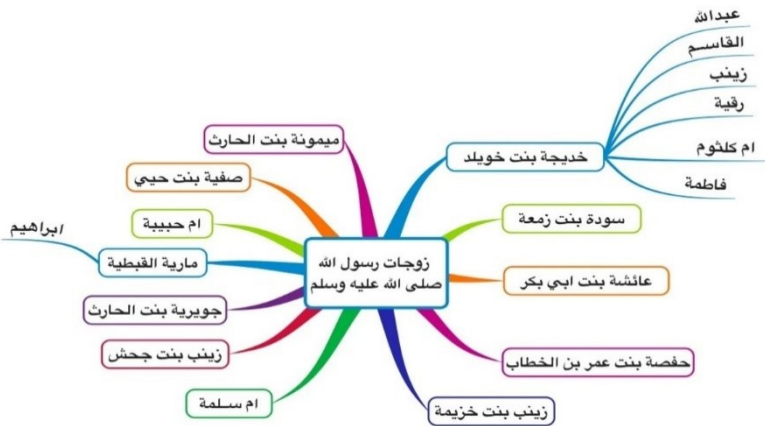 زوجات رسول الله
صلى الله عليه وسلم
خديجة بنت خويلد
عبدالله
القاسم
زينب
رقية
ام كلثوم
فاطمة
سودة بنت زمعة
عائشة بنت ابي بكر
حفصة بنت عمر بن الخطاب
زينب بنت خزيمة
ام سلمة
زينب بنت جحش
جويرية بنت الحارث
مارية القبطية
ابراهيم
ام حبيبة
صفية بنت حيي
ميمونة بنت الحارث